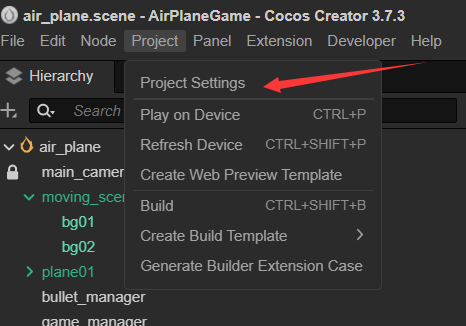 air_plane.scene - AirPlaneGame - Cocos Creator 3.7.3
File Edit Node Project Panel Extension Developer Help
Hierarchy
Search
Project Settings
Play on Device CTRL+P
Refresh Device CTRL+SHIFT+P
Create Web Preview Template
Build CTRL+SHIFT+B
Create Build Template
Generate Builder Extension Case
air_plane
main_camer
moving_scen
bg01
bg02
plane01
bullet_manager
game_manager